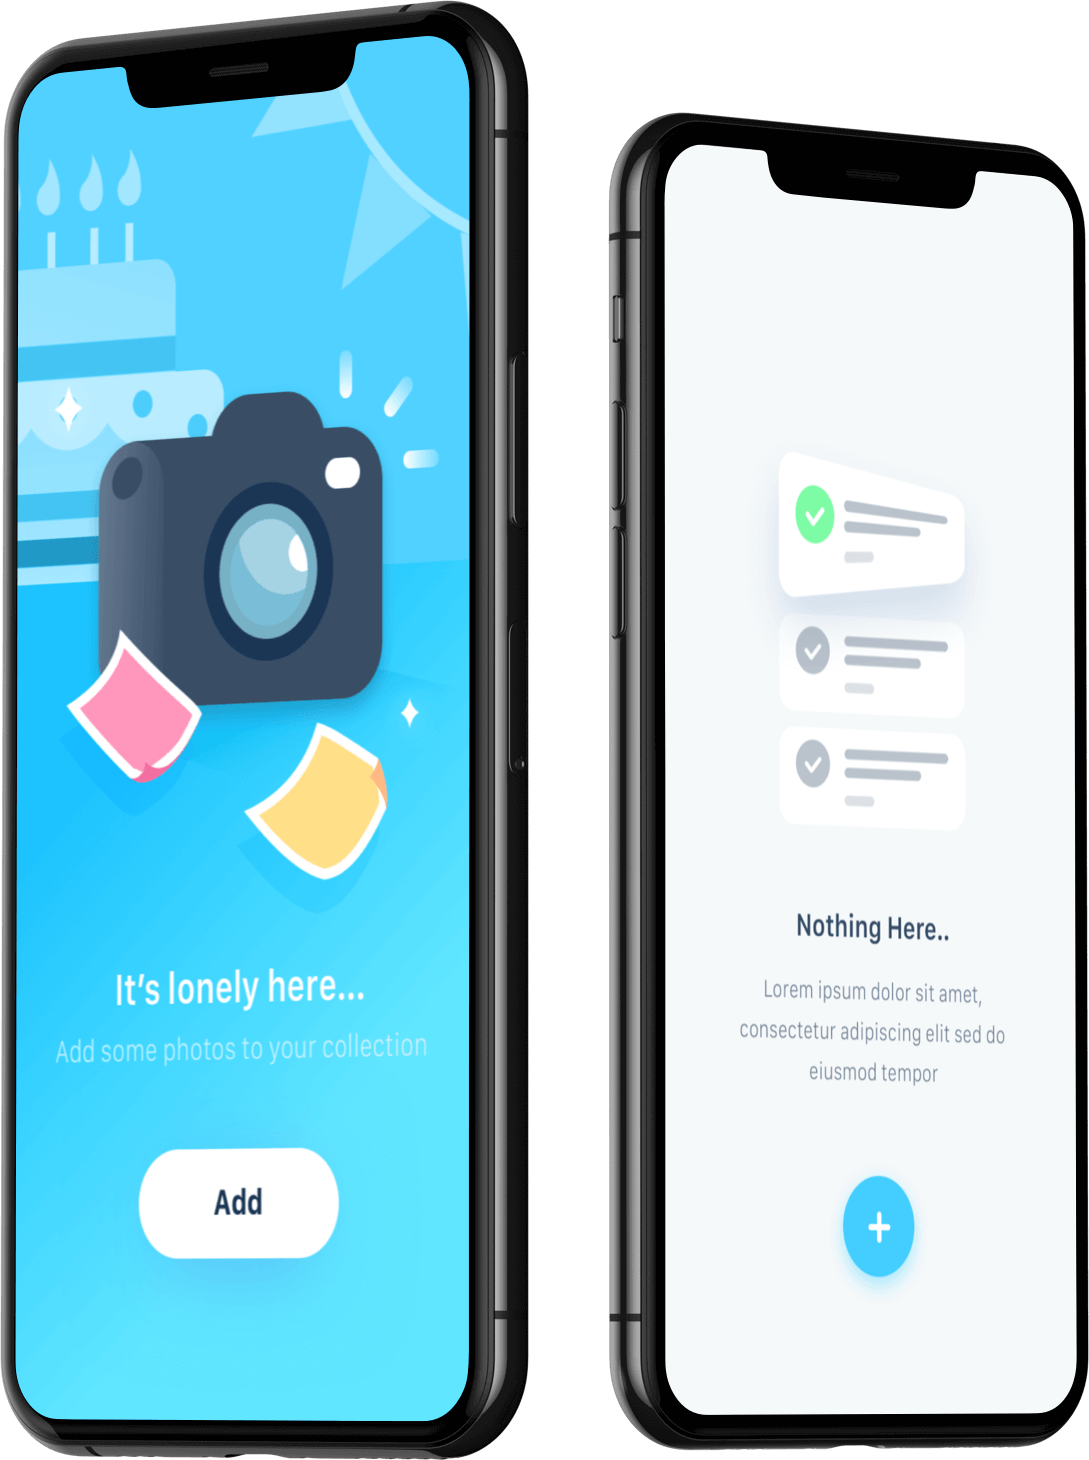 It’s lonely here...
Add some photos to your collection
Add
Nothing Here..
Lorem ipsum dolor sit amet,
consectetur adipiscing elit sed do
eiusmod tempor